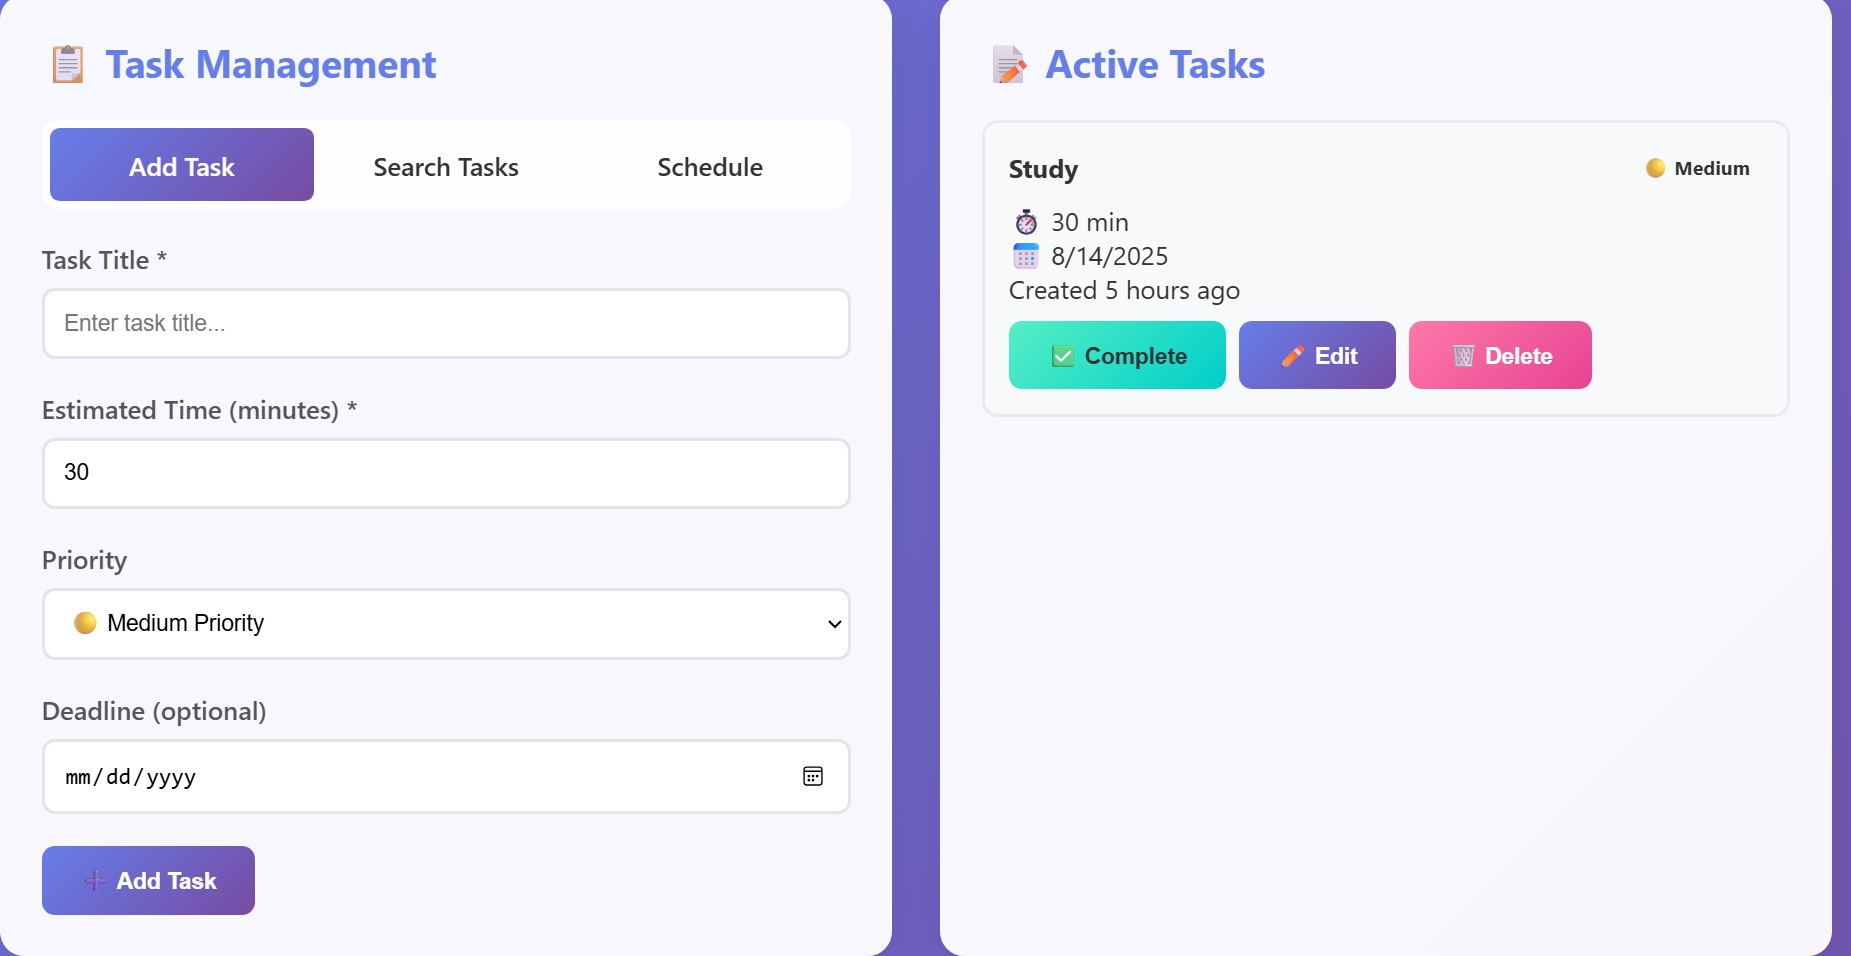 Task Management
Add Task
Search Tasks
Schedule
Task Title *
Enter task title...
Estimated Time (minutes) *
30
Priority
Medium Priority
Deadline (optional)
mm/dd/yyyy
Add Task
Active Tasks
Study
Medium
30 min
8/14/2025
Created 5 hours ago
Complete
Edit
Delete